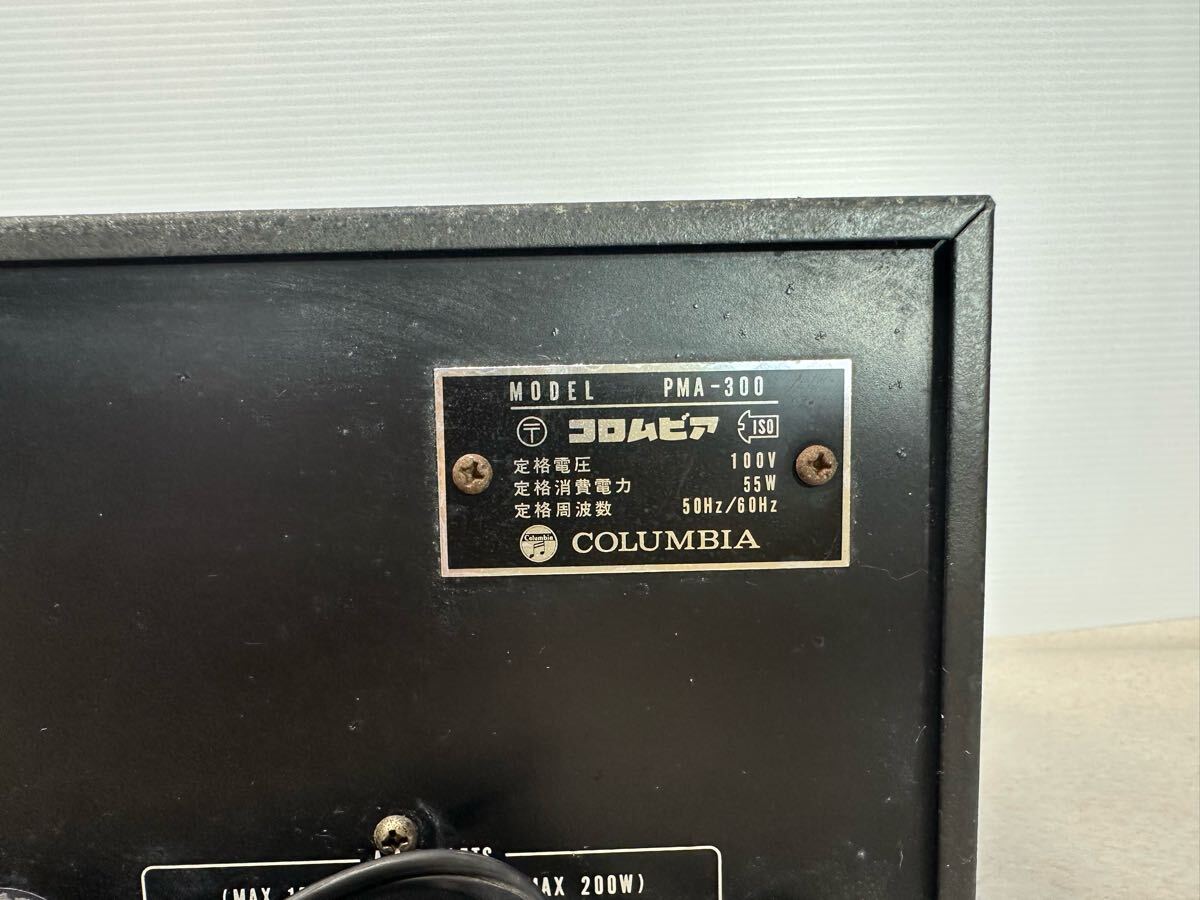 MODEL PMA-300
〒 コロムビア ISO
定格電圧 100V
定格消費電力 55W
定格周波数 50Hz/60Hz
Columbia COLUMBIA
(MAX 200W)